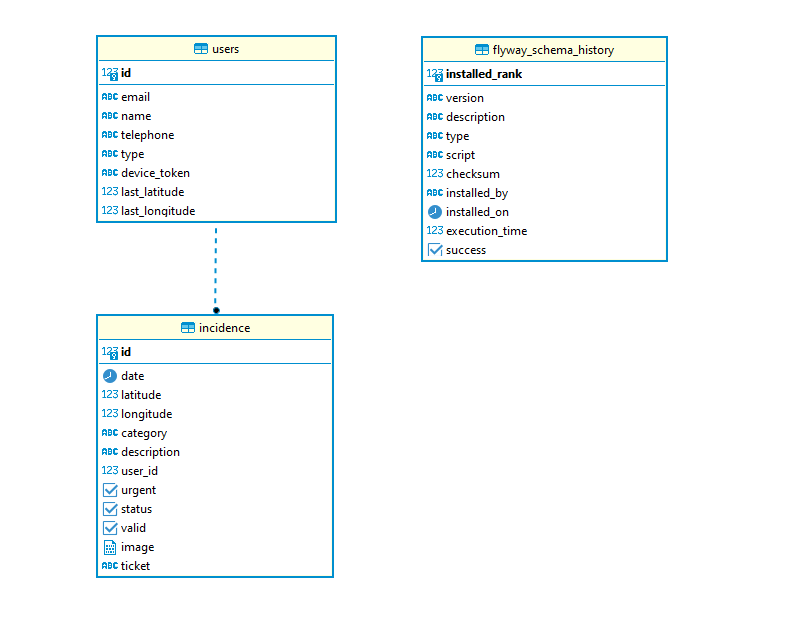 users
123 id
ABC email
ABC name
ABC telephone
ABC type
ABC device_token
123 last_latitude
123 last_longitude
flyway_schema_history
123 installed_rank
ABC version
ABC description
ABC type
ABC script
123 checksum
ABC installed_by
installed_on
123 execution_time
success
incidence
123 id
date
123 latitude
123 longitude
ABC category
ABC description
123 user_id
urgent
status
valid
image
ABC ticket